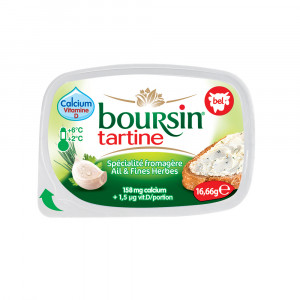 Calcium
Vitamine
D
+6°C
+2°C
boursin
tartine
bel
Spécialité fromagère
Ail & Fines Herbes
158 mg calcium
+ 1,5 µg vit.D/portion
16,66g e